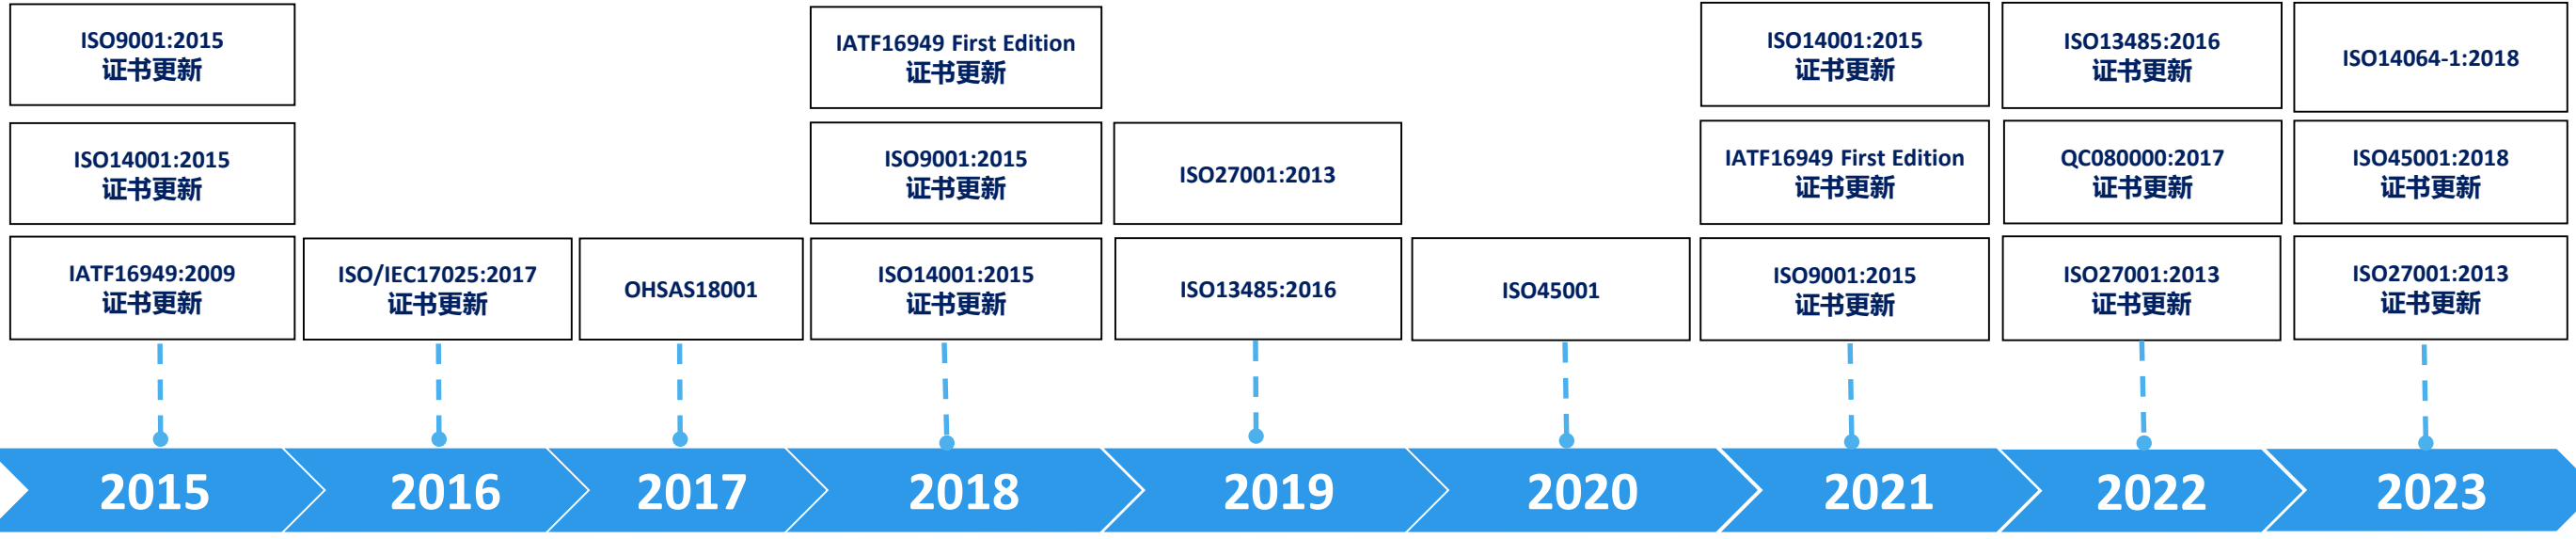 ISO9001:2015
证书更新
ISO14001:2015
证书更新
IATF16949:2009
证书更新
ISO/IEC17025:2017
证书更新
OHSAS18001
IATF16949 First Edition
证书更新
ISO9001:2015
证书更新
ISO14001:2015
证书更新
ISO27001:2013
ISO13485:2016
ISO45001
ISO14001:2015
证书更新
IATF16949 First Edition
证书更新
ISO9001:2015
证书更新
ISO13485:2016
证书更新
QC080000:2017
证书更新
ISO27001:2013
证书更新
ISO14064-1:2018
ISO45001:2018
证书更新
ISO27001:2013
证书更新
2015
2016
2017
2018
2019
2020
2021
2022
2023